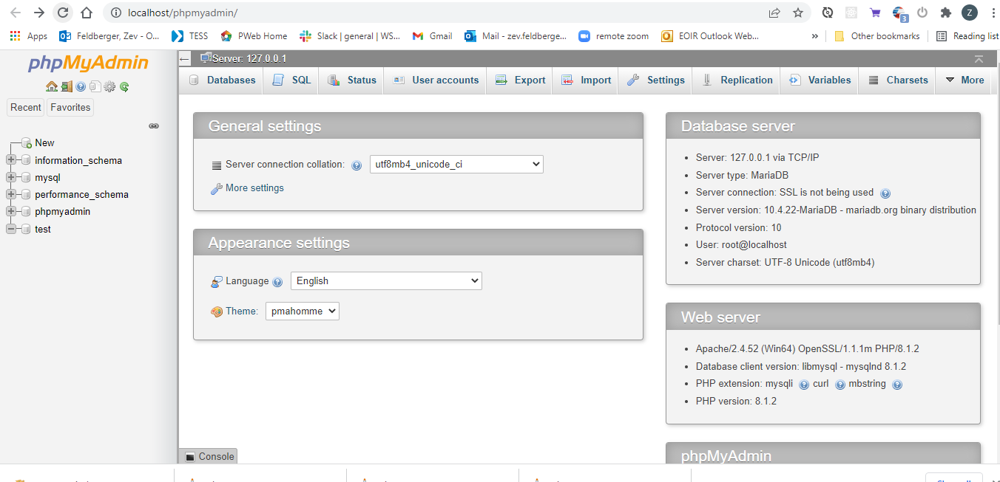 localhost/phpmyadmin/
3
Z
Apps Feldberger, Zev - O... TESS PWeb Home Slack | general | WS... Gmail Mail - zev.feldberge... remote zoom EOIR Outlook Web... » Other bookmarks Reading list
phpMyAdmin
Recent Favorites
New
information_schema
mysql
performance_schema
phpmyadmin
test
Server: 127.0.0.1
Databases SQL Status User accounts Export Import Settings Replication Variables Charsets More
General settings
Server connection collation: utf8mb4_unicode_ci
More settings
Appearance settings
Language English
Theme: pmahomme
Console
Database server
Server: 127.0.0.1 via TCP/IP
Server type: MariaDB
Server connection: SSL is not being used
Server version: 10.4.22-MariaDB - mariadb.org binary distribution
Protocol version: 10
User: root@localhost
Server charset: UTF-8 Unicode (utf8mb4)
Web server
Apache/2.4.52 (Win64) OpenSSL/1.1.1m PHP/8.1.2
Database client version: libmysql - mysqlnd 8.1.2
PHP extension: mysqli curl mbstring
PHP version: 8.1.2
phpMyAdmin